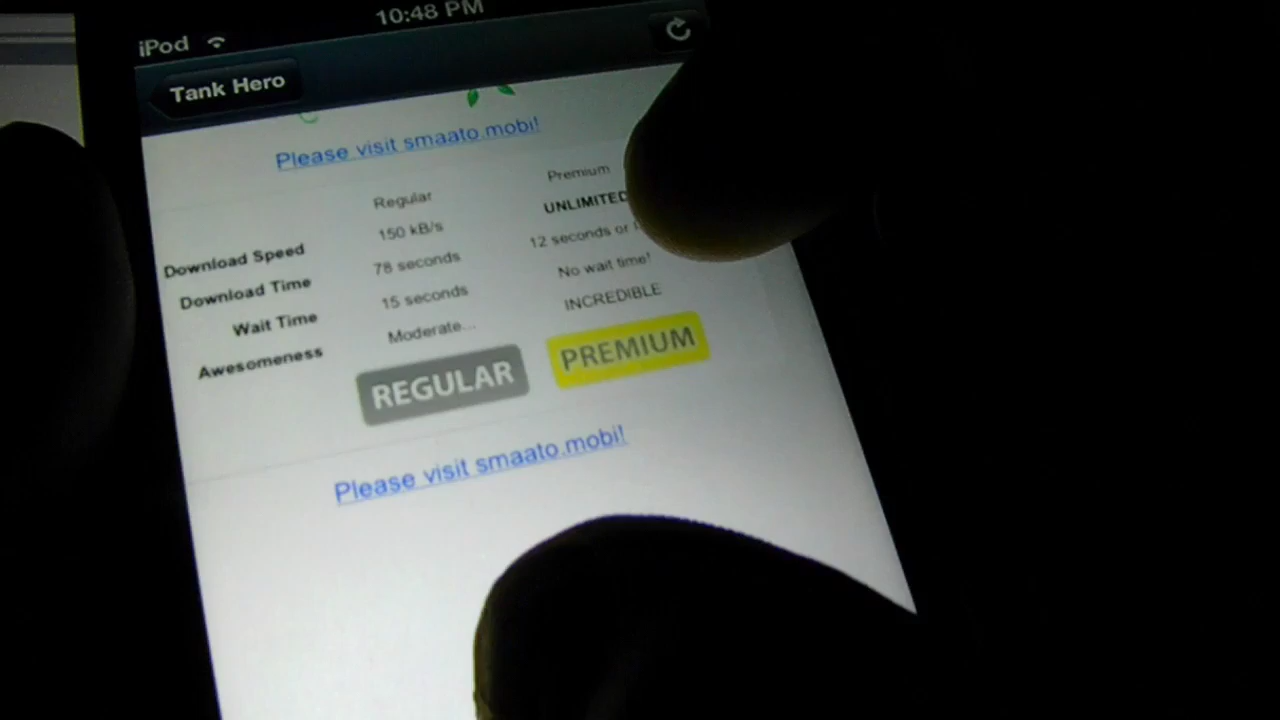 10:48 PM
iPod
Tank Hero
Please visit smaato.mobi!
Regular Premium
Download Speed 150 kB/s UNLIMITED
Download Time 78 seconds 12 seconds or
Wait Time 15 seconds No wait time!
Awesomeness Moderate... INCREDIBLE
REGULAR PREMIUM
Please visit smaato.mobi!